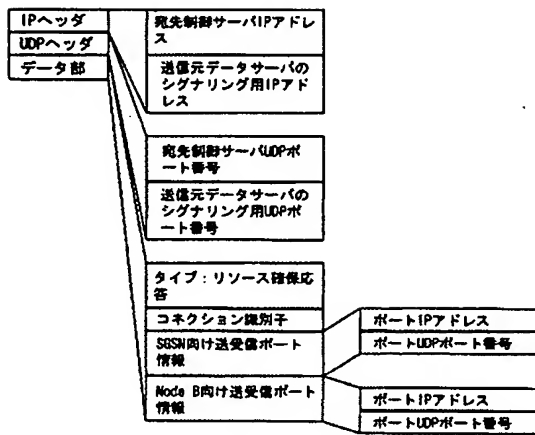 IPヘッダ
UDPヘッダ
データ部
宛先制御サーバIPアドレ
ス
送信元データサーバの
シグナリング用IPアド
レス
宛先制御サーバUDPポ
ート番号
送信元データサーバの
シグナリング用UDPポ
ート番号
タイプ：リソース確保応
答
コネクション識別子
SGSN向け送受信ポート
情報
Node B向け送受信ポート
情報
ポートIPアドレス
ポートUDPポート番号
ポートIPアドレス
ポートUDPポート番号